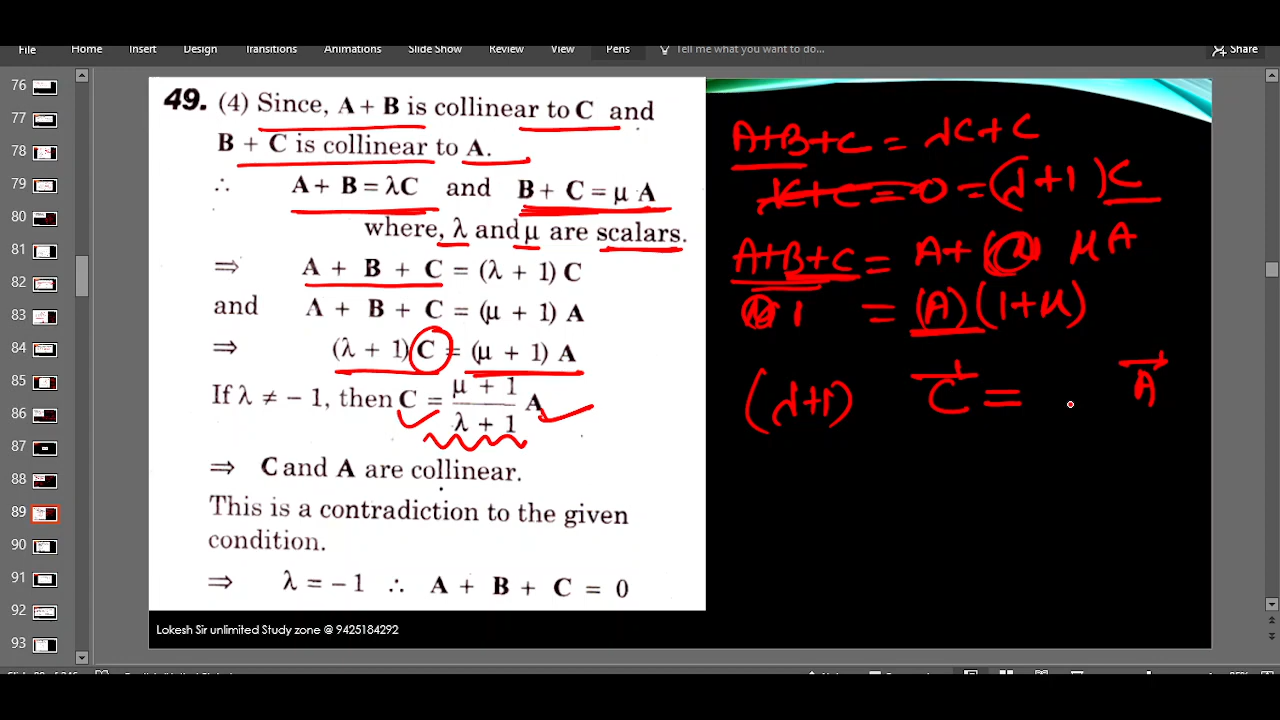 File Home Insert Design Transitions Animations Slide Show Review View Pens Tell me what you want to do... Share
76
77
78
79
80
81
82
83
84
85
86
87
88
89
90
91
92
93
49. (4) Since, A + B is collinear to C and
B + C is collinear to A.
∴ A + B = λC and B + C = μ A
where, λ and μ are scalars.
⇒ A + B + C = (λ + 1) C
and A + B + C = (μ + 1) A
⇒ (λ + 1) C = (μ + 1) A
If λ ≠ − 1, then C = μ + 1 / λ + 1 A
⇒ C and A are collinear.
This is a contradiction to the given
condition.
⇒ λ = − 1 ∴ A + B + C = 0
Lokesh Sir unlimited Study zone @ 9425184292
A+B+C = λC+C
= (λ+1) C
A+B+C = A+ μA
= (A)(1+μ)
(λ+1) C = A